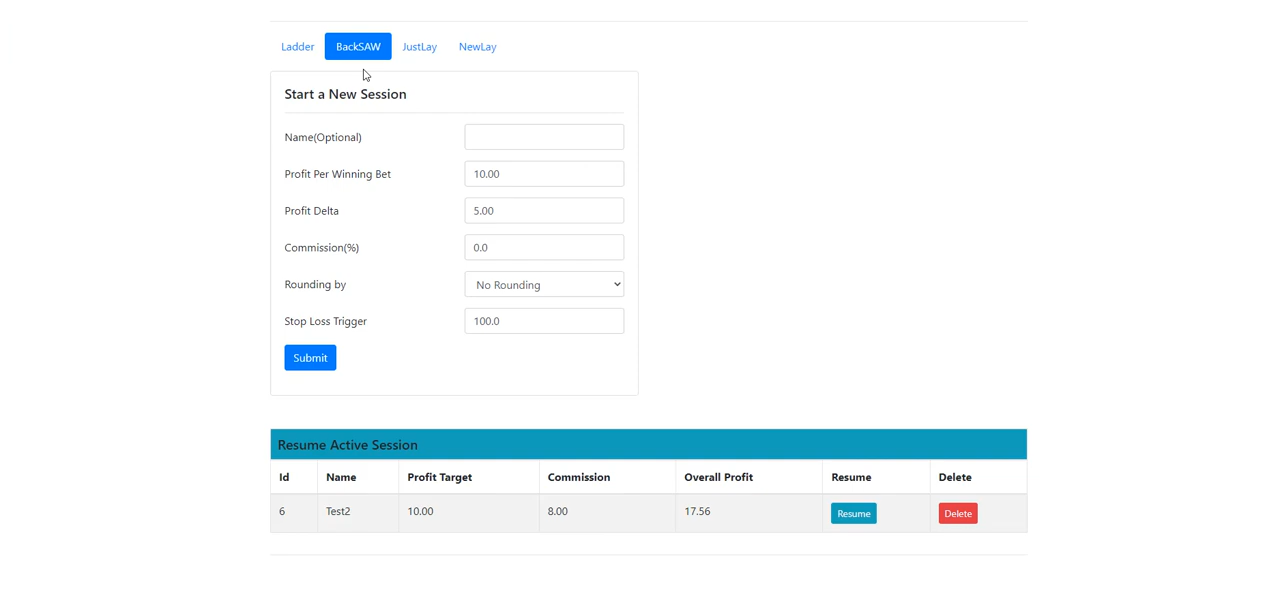 Ladder BackSAW JustLay NewLay
Start a New Session
Name(Optional)
Profit Per Winning Bet 10.00
Profit Delta 5.00
Commission(%) 0.0
Rounding by No Rounding
Stop Loss Trigger 100.0
Submit
Resume Active Session
Id Name Profit Target Commission Overall Profit Resume Delete
6 Test2 10.00 8.00 17.56 Resume Delete